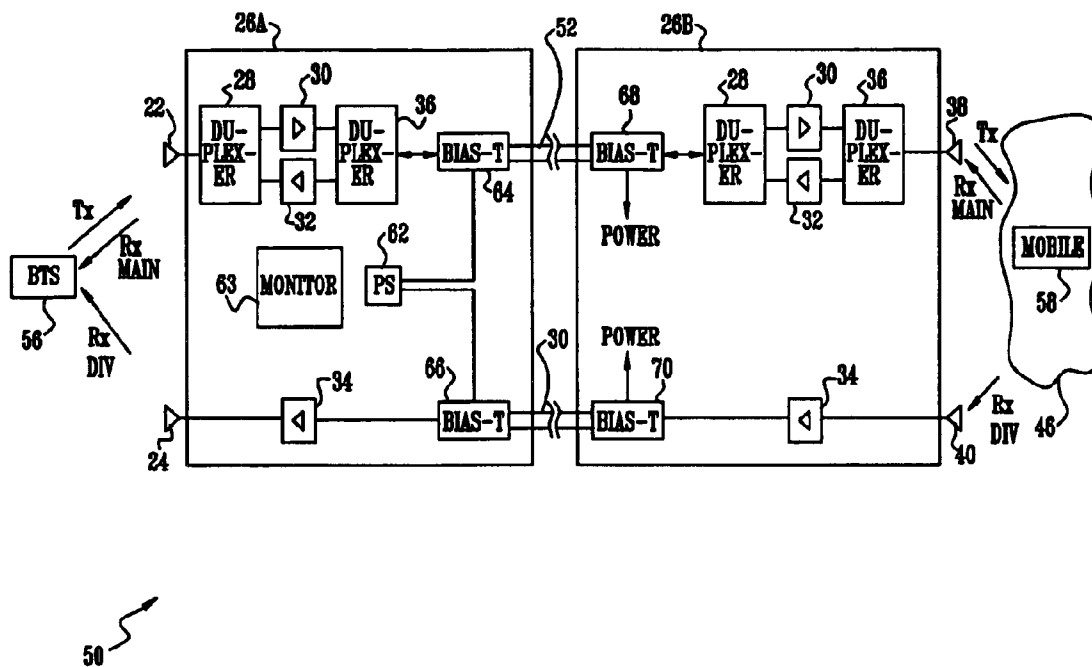 26A
52
26B
22
28
30
36
68
28
30
36
38
DU-
PLEX-
ER
DU-
PLEX-
ER
BIAS-T
BIAS-T
DU-
PLEX-
ER
DU-
PLEX-
ER
Tx
Rx
MAIN
64
32
32
POWER
Tx
Rx
MAIN
BTS
56
62
PS
63
MONITOR
MOBILE
58
Rx
DIV
POWER
66
30
70
34
34
BIAS-T
BIAS-T
Rx
DIV
24
40
46
50